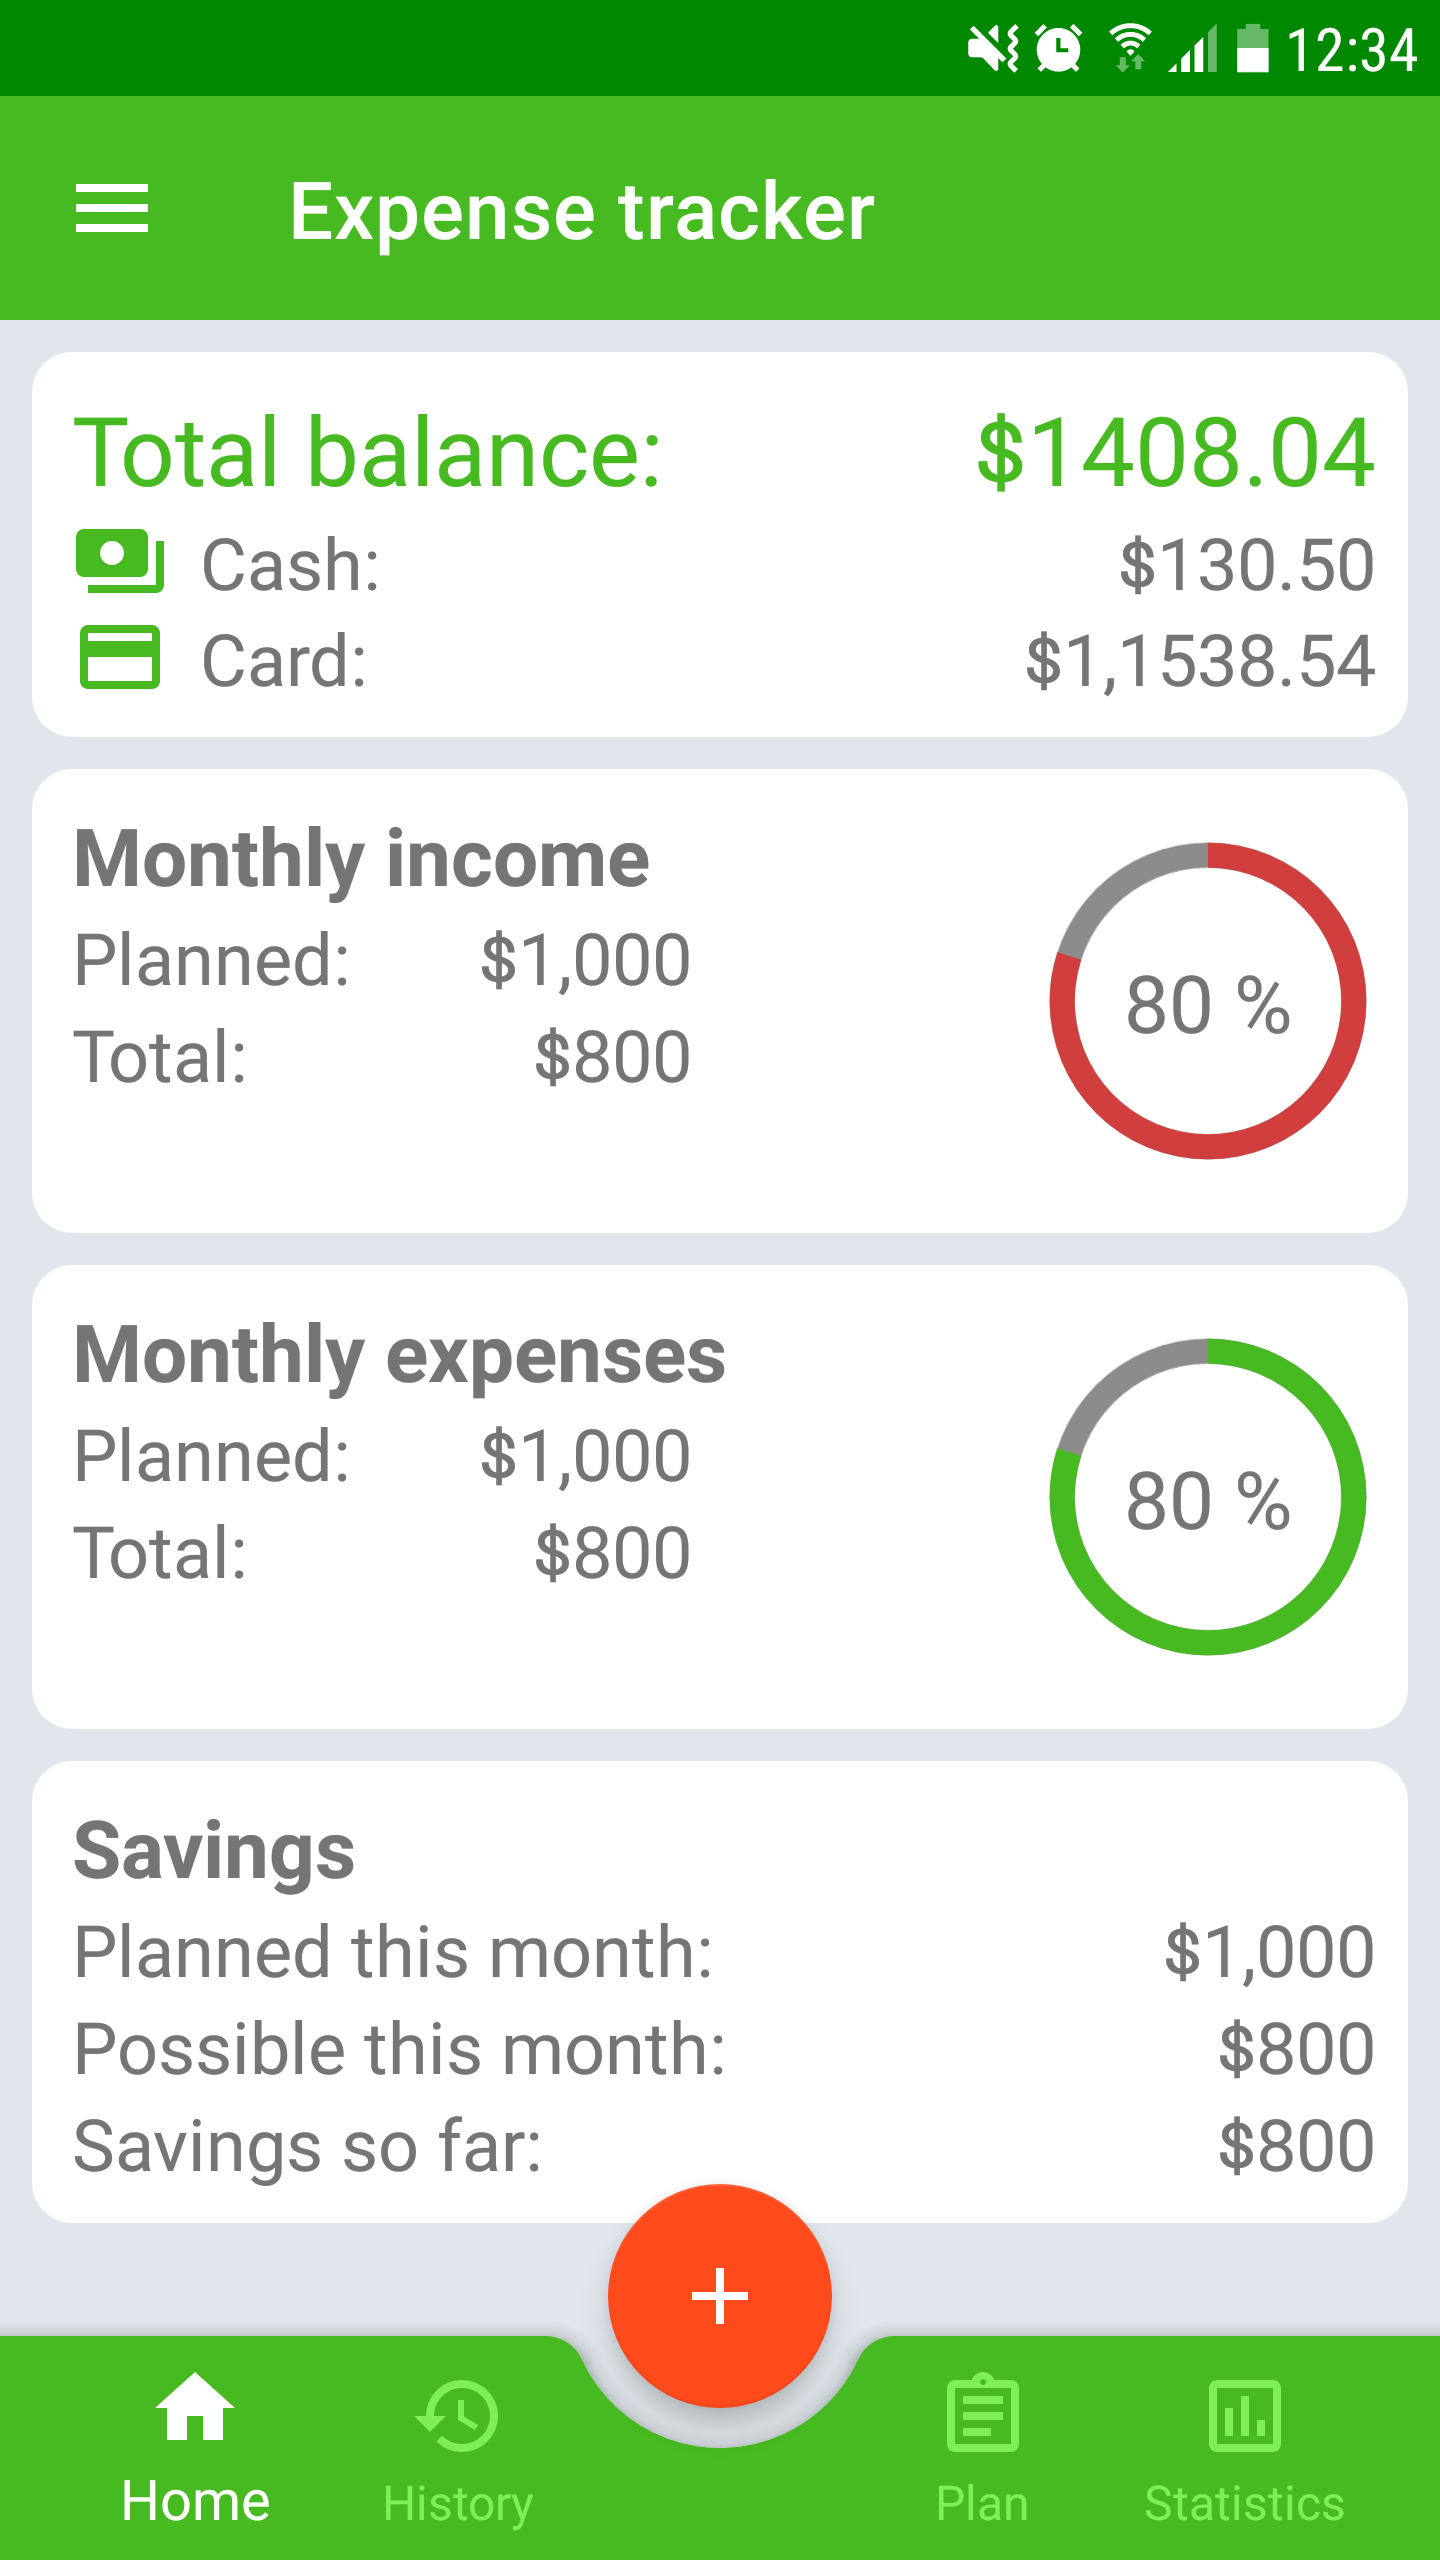 12:34
Expense tracker
Total balance: $1408.04
Cash: $130.50
Card: $1,1538.54
Monthly income
Planned: $1,000
Total: $800
80 %
Monthly expenses
Planned: $1,000
Total: $800
80 %
Savings
Planned this month: $1,000
Possible this month: $800
Savings so far: $800
Home History Plan Statistics